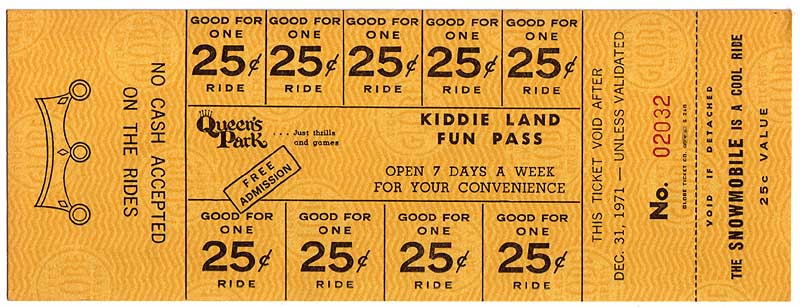 NO CASH ACCEPTED
ON THE RIDES
GOOD FOR
ONE
25¢
RIDE
GOOD FOR
ONE
25¢
RIDE
GOOD FOR
ONE
25¢
RIDE
GOOD FOR
ONE
25¢
RIDE
GOOD FOR
ONE
25¢
RIDE
Queen's
Park
. . . Just thrills
and games
FREE
ADMISSION
KIDDIE LAND
FUN PASS
OPEN 7 DAYS A WEEK
FOR YOUR CONVENIENCE
GOOD FOR
ONE
25¢
RIDE
GOOD FOR
ONE
25¢
RIDE
GOOD FOR
ONE
25¢
RIDE
GOOD FOR
ONE
25¢
RIDE
THIS TICKET VOID AFTER
DEC. 31, 1971 — UNLESS VALIDATED
No. 02032
GLOBE TICKET CO.
VOID IF DETACHED
THE SNOWMOBILE IS A COOL RIDE
25c VALUE